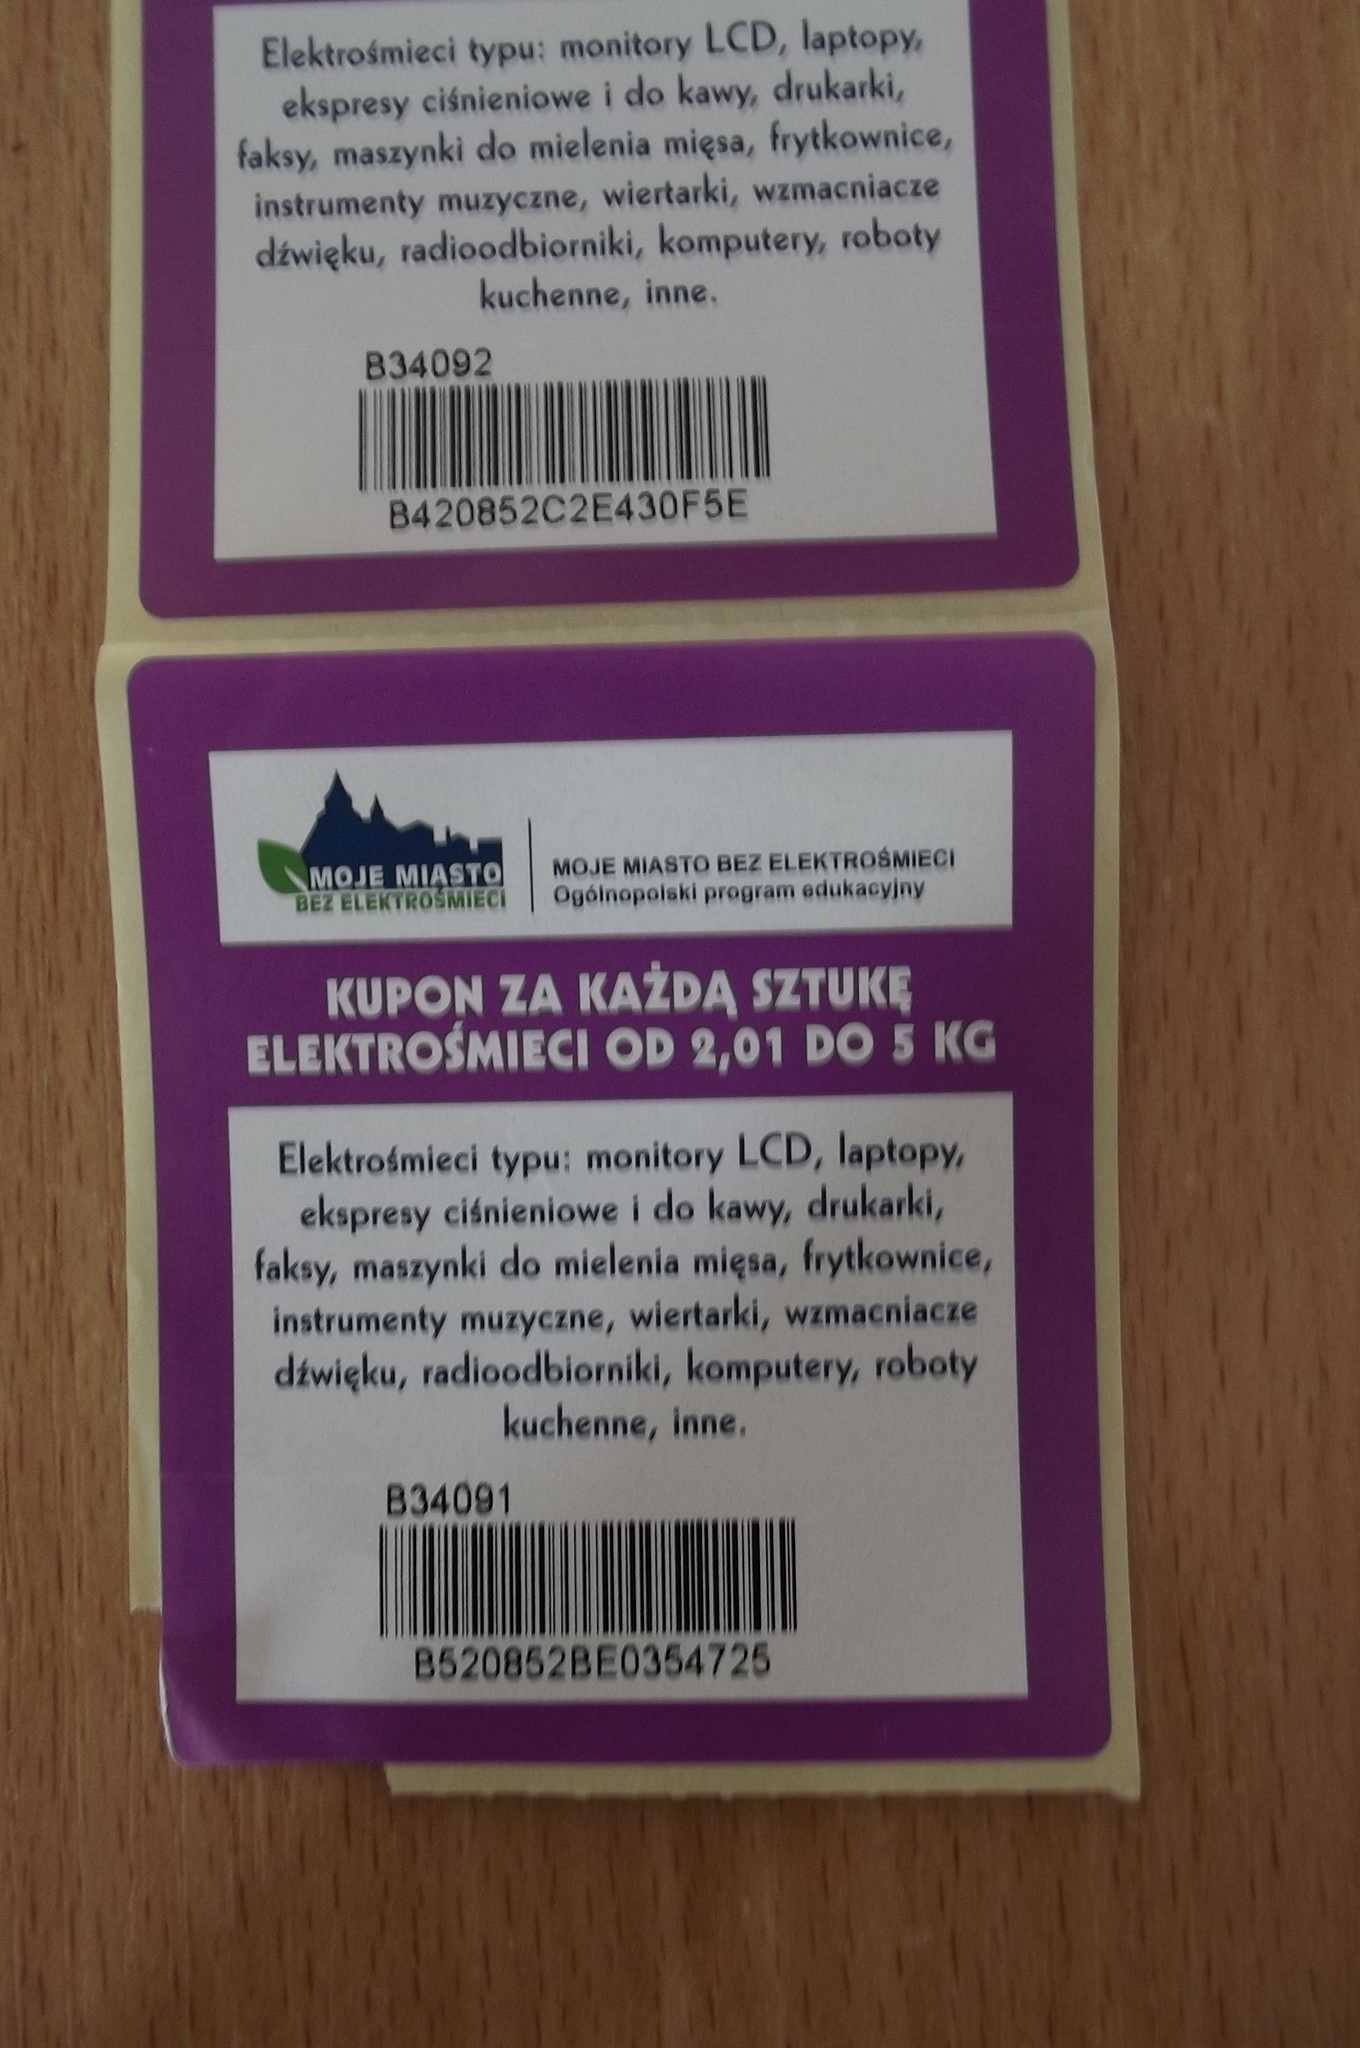 Elektrośmieci typu: monitory LCD, laptopy,
ekspresy ciśnieniowe i do kawy, drukarki,
faksy, maszynki do mielenia mięsa, frytkownice,
instrumenty muzyczne, wiertarki, wzmacniacze
dźwięku, radioodbiorniki, komputery, roboty
kuchenne, inne.
B34092
B420852C2E430F5E
MOJE MIASTO
BEZ ELEKTROŚMIECI
MOJE MIASTO BEZ ELEKTROŚMIECI
Ogólnopolski program edukacyjny
KUPON ZA KAŻDĄ SZTUKĘ
ELEKTROŚMIECI OD 2,01 DO 5 KG
Elektrośmieci typu: monitory LCD, laptopy,
ekspresy ciśnieniowe i do kawy, drukarki,
faksy, maszynki do mielenia mięsa, frytkownice,
instrumenty muzyczne, wiertarki, wzmacniacze
dźwięku, radioodbiorniki, komputery, roboty
kuchenne, inne.
B34091
B520852BE0354725